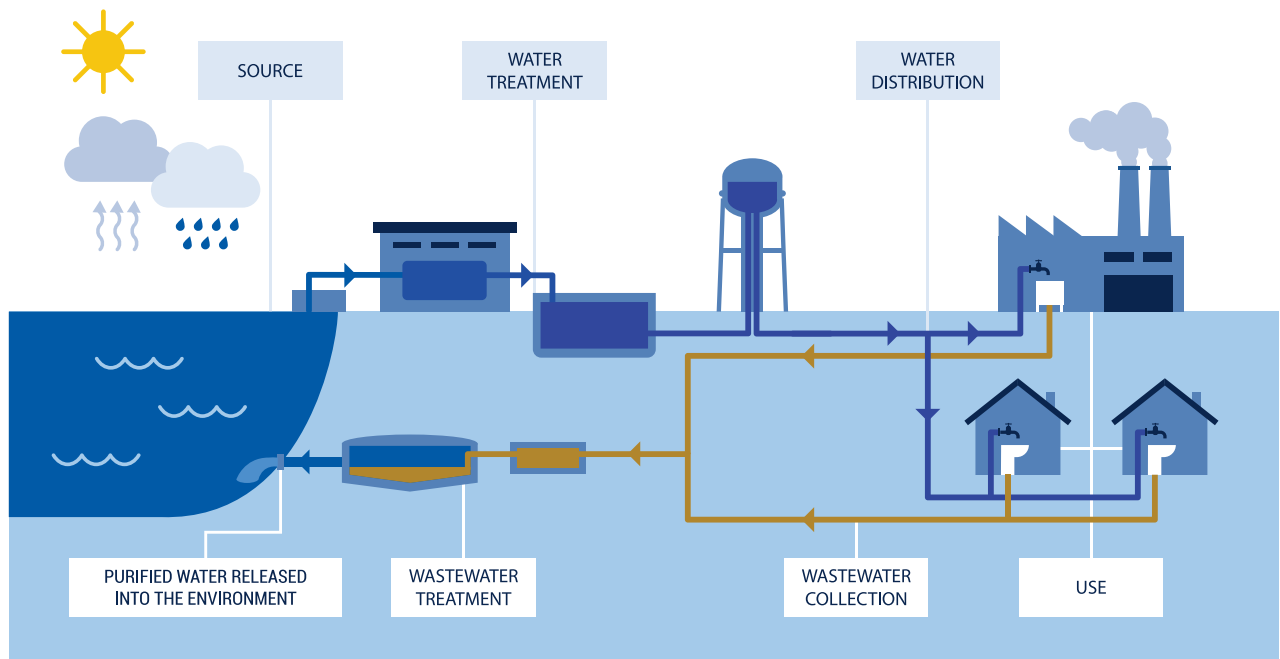 SOURCE
WATER
TREATMENT
WATER
DISTRIBUTION
PURIFIED WATER RELEASED
INTO THE ENVIRONMENT
WASTEWATER
TREATMENT
WASTEWATER
COLLECTION
USE